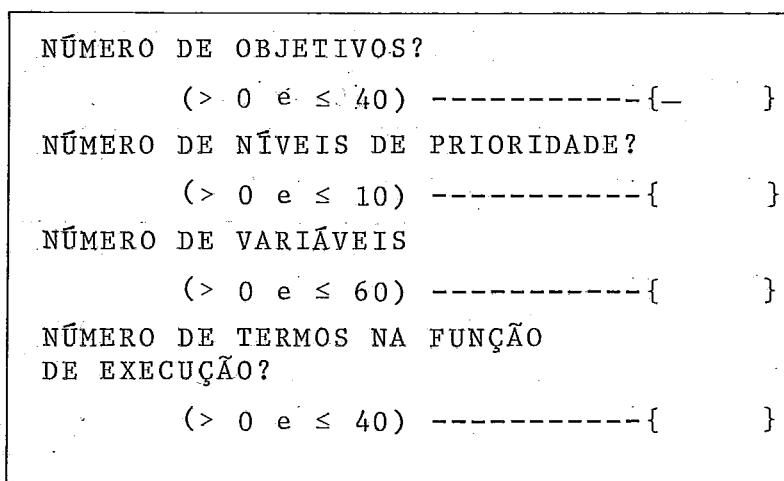 NÚMERO DE OBJETIVOS?
(> 0 e ≤ 40) -----------{_ }
NÚMERO DE NÍVEIS DE PRIORIDADE?
(> 0 e ≤ 10) -----------{ }
NÚMERO DE VARIÁVEIS
(> 0 e ≤ 60) -----------{ }
NÚMERO DE TERMOS NA FUNÇÃO
DE EXECUÇÃO?
(> 0 e ≤ 40) -----------{ }